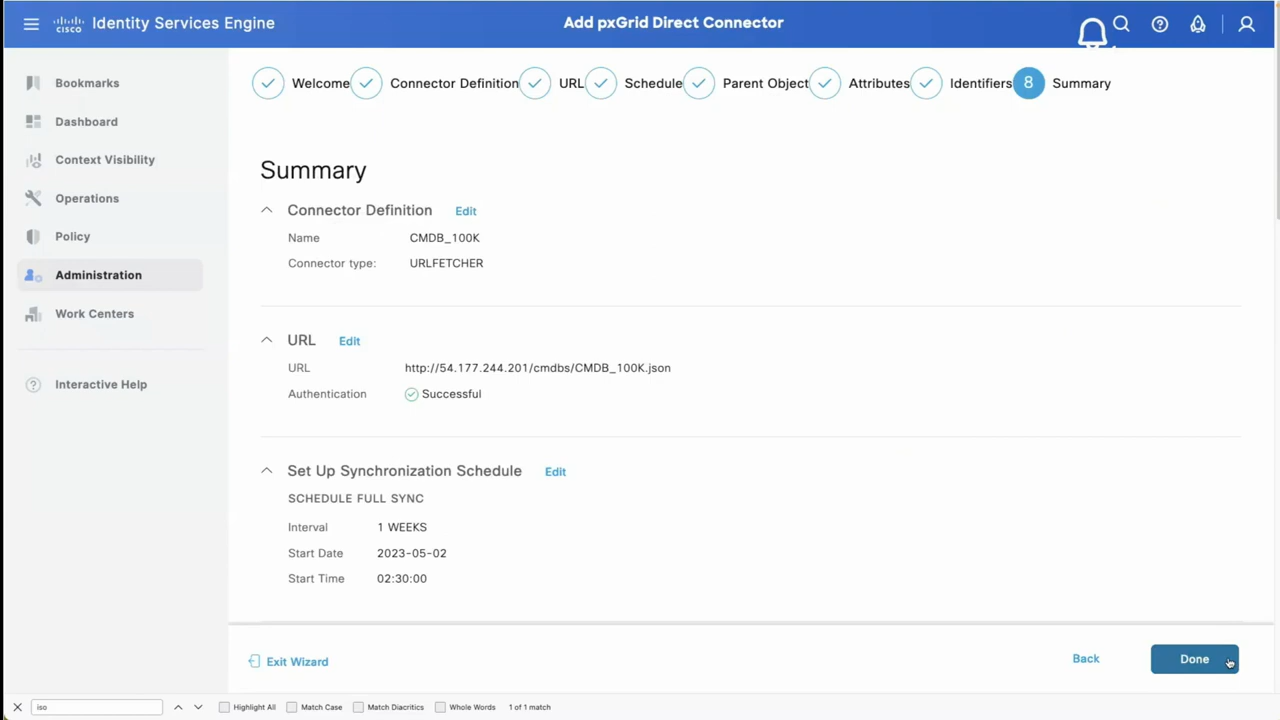 cisco Identity Services Engine
Add pxGrid Direct Connector
Bookmarks
Dashboard
Context Visibility
Operations
Policy
Administration
Work Centers
Interactive Help
Welcome Connector Definition URL Schedule Parent Object Attributes Identifiers 8 Summary
Summary
Connector Definition Edit
Name CMDB_100K
Connector type: URLFETCHER
URL Edit
URL http://54.177.244.201/cmdbs/CMDB_100K.json
Authentication Successful
Set Up Synchronization Schedule Edit
SCHEDULE FULL SYNC
Interval 1 WEEKS
Start Date 2023-05-02
Start Time 02:30:00
Exit Wizard Back Done
iso Highlight All Match Case Match Diacritics Whole Words 1 of 1 match